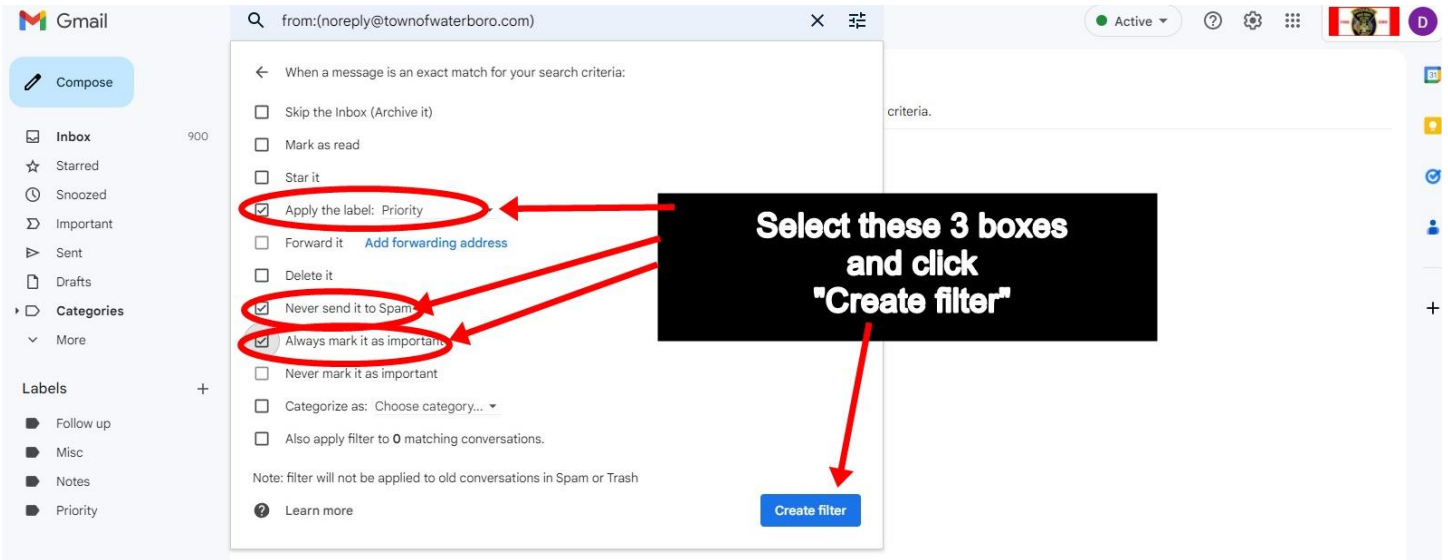 Gmail
from:(noreply@townofwaterboro.com)
Active
D
Compose
When a message is an exact match for your search criteria:
31
Skip the Inbox (Archive it)
criteria.
Inbox 900
Mark as read
Starred
Star it
Snoozed
Apply the label: Priority
Important
Forward it Add forwarding address
Sent
Delete it
Drafts
Never send it to Spam
Categories
Always mark it as important
More
Never mark it as important
Labels
Categorize as: Choose category...
Follow up
Also apply filter to 0 matching conversations.
Misc
Notes
Note: filter will not be applied to old conversations in Spam or Trash
Priority
Learn more
Create filter
Select these 3 boxes
and click
"Create filter"